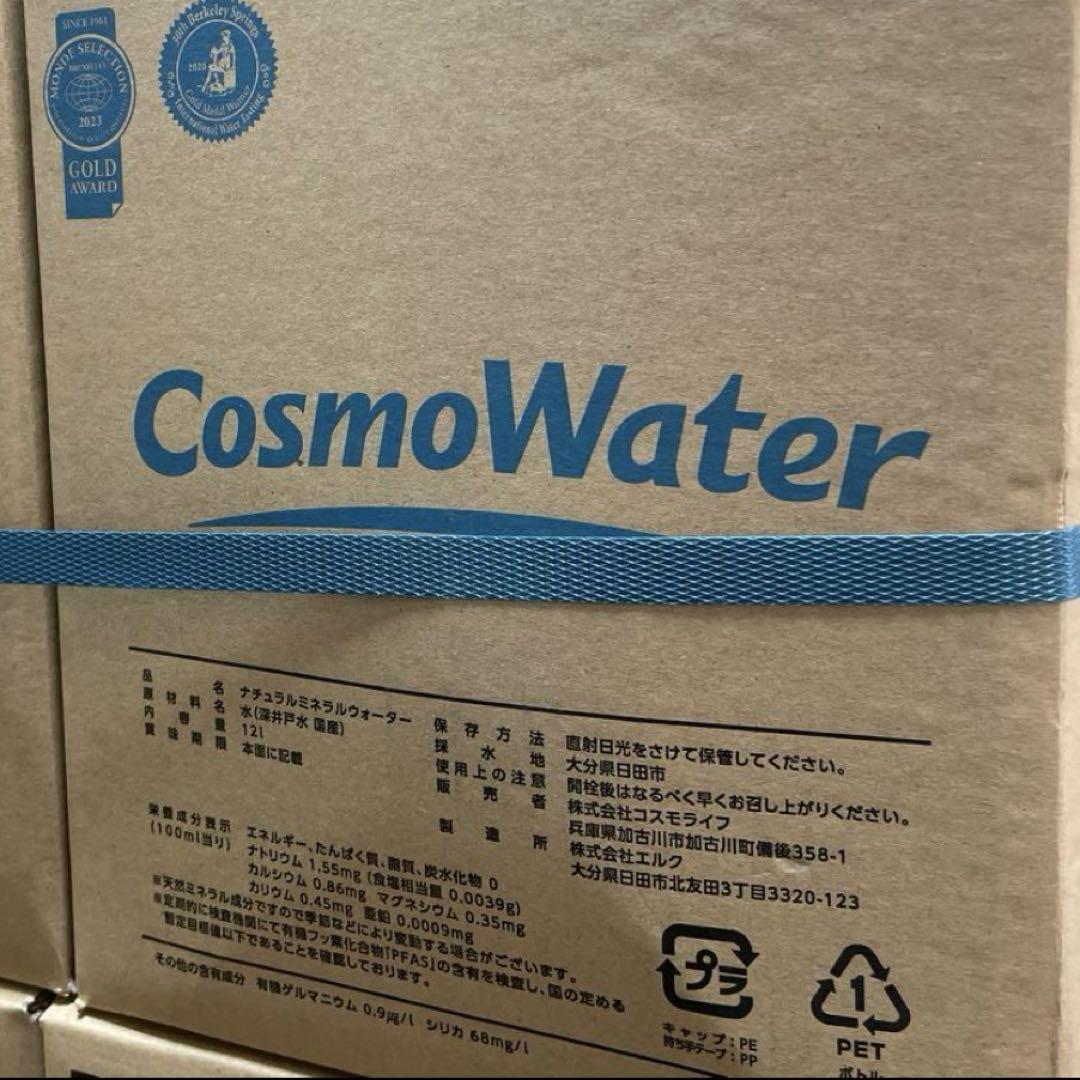 SINCE 1961
MONDE SELECTION
BRUXELLES
2023
GOLD
AWARD
30th Berkeley Springs
2020
Gold Medal Winner
International Water Tasting
CosmoWater
品名 ナチュラルミネラルウォーター
原材料名 水(深井戸水 国産)
内容量 12l
賞味期限 本面に記載
保存方法 直射日光をさけて保管してください。
採水地 大分県日田市
使用上の注意 開栓後はなるべく早くお召し上がりください。
販売者 株式会社コスモライフ
兵庫県加古川市加古川町備後358-1
製造所 株式会社エルク
大分県日田市北友田3丁目3320-123
栄養成分表示
(100ml当り)
エネルギー、たんぱく質、脂質、炭水化物 0
ナトリウム 1.55mg (食塩相当量 0.0039g)
カルシウム 0.86mg マグネシウム 0.35mg
カリウム 0.45mg 亜鉛 0.0009mg
※天然ミネラル成分ですので季節などにより変動する場合がございます。
※定期的に検査機関にて有機フッ素化合物「PFAS」の含有を検査し、国の定める
暫定目標値以下であることを確認しております。
その他の含有成分 有機ゲルマニウム 0.9μg/l シリカ 68mg/l
プラ
キャップ:PE
持ち手テープ:PP
1
PET
ボトル